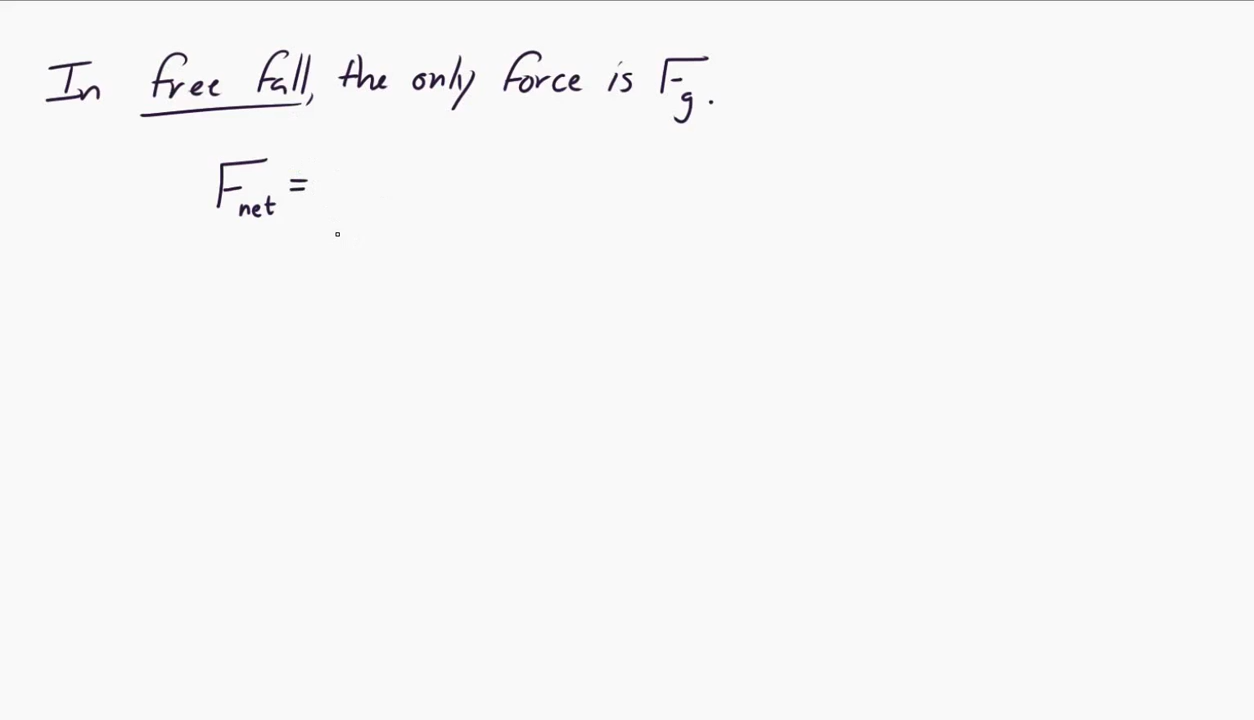 In free fall, the only force is Fg.
Fnet =